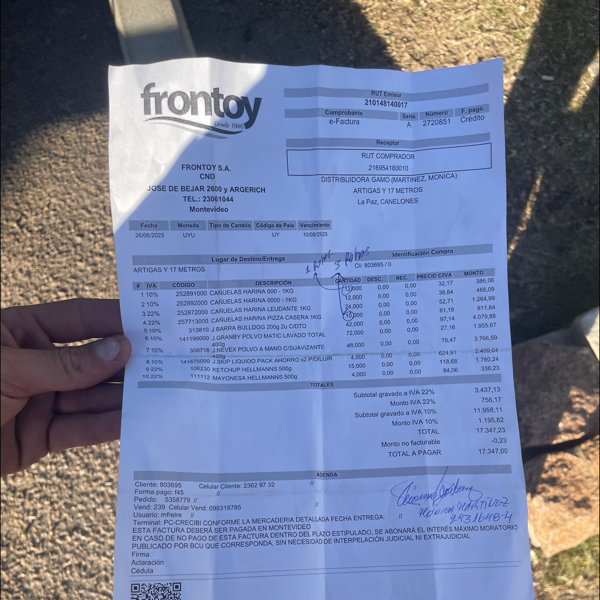 frontoy
desde 1980
RUT Emisor
210148140017
Comprobante Serie Número F. pago
e-Factura A 2720851 Crédito
Receptor
RUT COMPRADOR
216954180010
DISTRIBUIDORA GAMO (MARTINEZ, MONICA)
ARTIGAS Y 17 METROS
La Paz, CANELONES
FRONTOY S.A.
CND
JOSE DE BEJAR 2600 y ARGERICH
TEL.: 23061044
Montevideo
Fecha Moneda Tipo de Cambio Código de País Vencimiento
26/06/2025 UYU UY 10/08/2025
Lugar de Destino/Entrega Identificación Compra
ARTIGAS Y 17 METROS Cli: 803695 / 0
# IVA CÓDIGO DESCRIPCIÓN CANTIDAD DESC. REC. PRECIO C/IVA MONTO
1 10% 252891000 CAÑUELAS HARINA 000 - 1KG 12,000 0,00 0,00 32,17 386,06
2 10% 252892000 CAÑUELAS HARINA 0000 - 1KG 12,000 0,00 0,00 38,84 466,09
3 22% 252872000 CAÑUELAS HARINA LEUDANTE 1KG 24,000 0,00 0,00 52,71 1.264,99
4 22% 257713000 CAÑUELAS HARINA PIZZA CASERA 1KG 0,00 0,00 81,18 811,84
5 10% 313810 J.BARRA BULLDOG 200g 2u C/DTO 42,000 0,00 0,00 97,14 4.079,88
6 10% 141199000 J.GRANBY POLVO MATIC LAVADO TOTAL 72,000 0,00 0,00 27,16 1.955,67
400g
7 10% 308718 J.NEVEX POLVO A MANO C/SUAVIZANTE 48,000 0,00 0,00 78,47 3.766,59
400g
8 10% 141876000 J.SKIP LIQUIDO PACK AHORRO x2 P/DILUIR 4,000 0,00 0,00 624,91 2.499,64
9 22% 106230 KETCHUP HELLMANNS 500g 15,000 0,00 0,00 118,68 1.780,24
10 22% 111112 MAYONESA HELLMANNS 500g 4,000 0,00 0,00 84,06 336,23
TOTALES
Subtotal gravado a IVA 22% 3.437,13
Monto IVA 22% 756,17
Subtotal gravado a IVA 10% 11.958,11
Monto IVA 10% 1.195,82
TOTAL 17.347,23
Monto no facturable -0,23
TOTAL A PAGAR 17.347,00
ADENDA
Cliente: 803695 Celular Cliente: 2362 97 32 //
Forma pago: f45 //
Pedido: 5358779 //
Vend: 239 Celular Vend: 098318785 //
Usuario: mfreire //
Terminal: PC-CRECIBI CONFORME LA MERCADERIA DETALLADA FECHA ENTREGA: //
ESTA FACTURA DEBERÁ SER PAGADA EN MONTEVIDEO
EN CASO DE NO PAGO DE ESTA FACTURA DENTRO DEL PLAZO ESTIPULADO, SE ABONARÁ EL INTERÉS MÁXIMO MORATORIO
PUBLICADO POR BCU QUE CORRESPONDA, SIN NECESIDAD DE INTERPELACIÓN JUDICIAL NI EXTRAJUDICIAL
Firma
Aclaración
Cédula